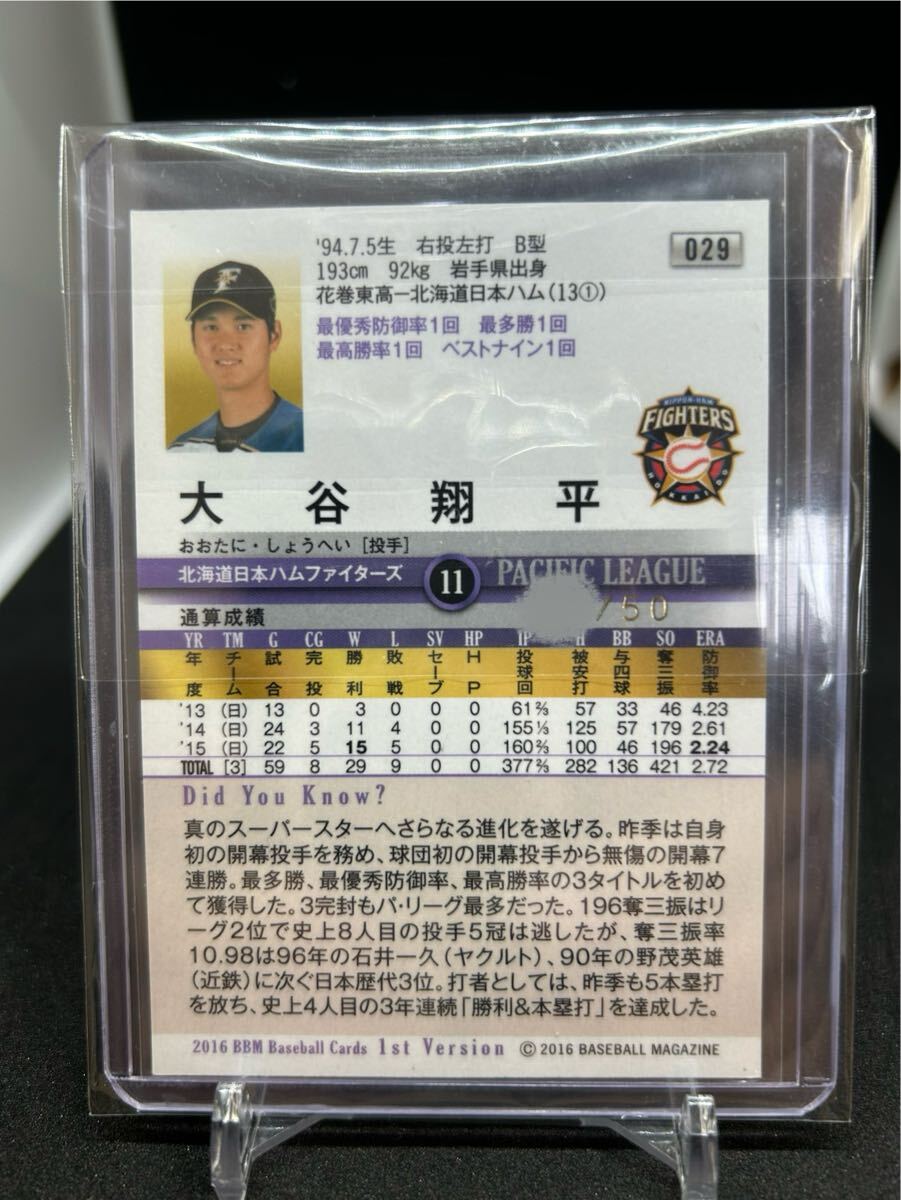 '94.7.5生　右投左打　B型
193cm　92kg　岩手県出身
花巻東高―北海道日本ハム(13①)
029
最優秀防御率1回　最多勝1回
最高勝率1回　ベストナイン1回
NIPPON-HAM
FIGHTERS
HOKKAIDO
大谷翔平
おおたに・しょうへい［投手］
北海道日本ハムファイターズ 11 PACIFIC LEAGUE
/50
通算成績
YR TM G CG W L SV HP IP H BB SO ERA
年度 チーム 試合 完投 勝利 敗戦 セーブ HP 投球回 被安打 与四球 奪三振 防御率
'13 (日) 13 0 3 0 0 0 61⅔ 57 33 46 4.23
'14 (日) 24 3 11 4 0 0 155⅓ 125 57 179 2.61
'15 (日) 22 5 15 5 0 0 160⅔ 100 46 196 2.24
TOTAL [3] 59 8 29 9 0 0 377⅔ 282 136 421 2.72
Did You Know?
真のスーパースターへさらなる進化を遂げる。昨季は自身
初の開幕投手を務め、球団初の開幕投手から無傷の開幕7
連勝。最多勝、最優秀防御率、最高勝率の3タイトルを初め
て獲得した。3完封もパ・リーグ最多だった。196奪三振はリ
ーグ2位で史上8人目の投手5冠は逃したが、奪三振率
10.98は96年の石井一久(ヤクルト)、90年の野茂英雄
(近鉄)に次ぐ日本歴代3位。打者としては、昨季も5本塁打
を放ち、史上4人目の3年連続「勝利&本塁打」を達成した。
2016 BBM Baseball Cards 1st Version © 2016 BASEBALL MAGAZINE